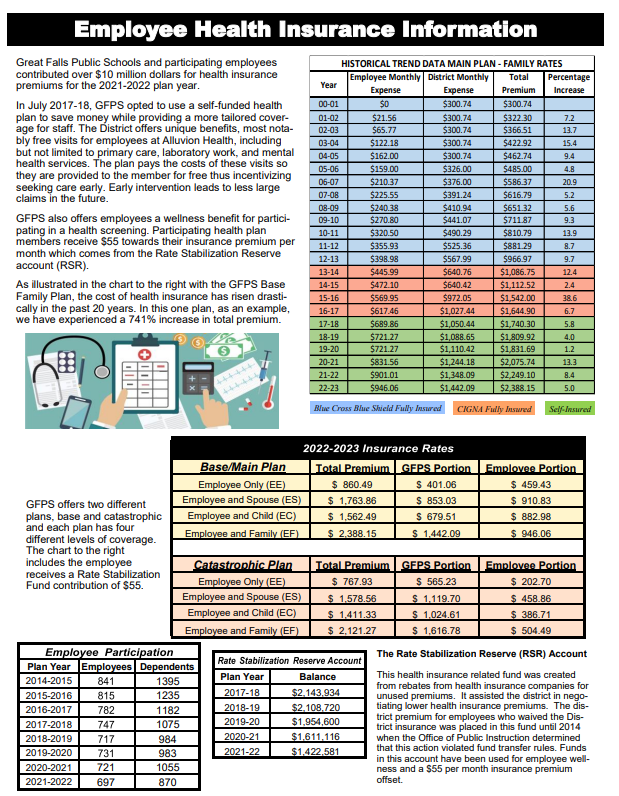 Employee Health Insurance Information
Great Falls Public Schools and participating employees
contributed over $10 million dollars for health insurance
premiums for the 2021-2022 plan year.
In July 2017-18, GFPS opted to use a self-funded health
plan to save money while providing a more tailored cover-
age for staff. The District offers unique benefits, most nota-
bly free visits for employees at Alluvion Health, including
but not limited to primary care, laboratory work, and mental
health services. The plan pays the costs of these visits so
they are provided to the member for free thus incentivizing
seeking care early. Early intervention leads to less large
claims in the future.
GFPS also offers employees a wellness benefit for partici-
pating in a health screening. Participating health plan
members receive $55 towards their insurance premium per
month which comes from the Rate Stabilization Reserve
account (RSR).
As illustrated in the chart to the right with the GFPS Base
Family Plan, the cost of health insurance has risen drasti-
cally in the past 20 years. In this one plan, as an example,
we have experienced a 741% increase in total premium.
HISTORICAL TREND DATA MAIN PLAN - FAMILY RATES
Year Employee Monthly Expense District Monthly Expense Total Premium Percentage Increase
00-01 $0 $300.74 $300.74
01-02 $21.56 $300.74 $322.30 7.2
02-03 $65.77 $300.74 $366.51 13.7
03-04 $122.18 $300.74 $422.92 15.4
04-05 $162.00 $300.74 $462.74 9.4
05-06 $159.00 $326.00 $485.00 4.8
06-07 $210.37 $376.00 $586.37 20.9
07-08 $225.55 $391.24 $616.79 5.2
08-09 $240.38 $410.94 $651.32 5.6
09-10 $270.80 $441.07 $711.87 9.3
10-11 $320.50 $490.29 $810.79 13.9
11-12 $355.93 $525.36 $881.29 8.7
12-13 $398.98 $567.99 $966.97 9.7
13-14 $445.99 $640.76 $1,086.75 12.4
14-15 $472.10 $640.42 $1,112.52 2.4
15-16 $569.95 $972.05 $1,542.00 38.6
16-17 $617.46 $1,027.44 $1,644.90 6.7
17-18 $689.86 $1,050.44 $1,740.30 5.8
18-19 $721.27 $1,088.65 $1,809.92 4.0
19-20 $721.27 $1,110.42 $1,831.69 1.2
20-21 $831.56 $1,244.18 $2,075.74 13.3
21-22 $901.01 $1,348.09 $2,249.10 8.4
22-23 $946.06 $1,442.09 $2,388.15 5.0
Blue Cross Blue Shield Fully Insured CIGNA Fully Insured Self-Insured
GFPS offers two different
plans, base and catastrophic
and each plan has four
different levels of coverage.
The chart to the right
includes the employee
receives a Rate Stabilization
Fund contribution of $55.
2022-2023 Insurance Rates
Base/Main Plan Total Premium GFPS Portion Employee Portion
Employee Only (EE) $ 860.49 $ 401.06 $ 459.43
Employee and Spouse (ES) $ 1,763.86 $ 853.03 $ 910.83
Employee and Child (EC) $ 1,562.49 $ 679.51 $ 882.98
Employee and Family (EF) $ 2,388.15 $ 1,442.09 $ 946.06
Catastrophic Plan Total Premium GFPS Portion Employee Portion
Employee Only (EE) $ 767.93 $ 565.23 $ 202.70
Employee and Spouse (ES) $ 1,578.56 $ 1,119.70 $ 458.86
Employee and Child (EC) $ 1,411.33 $ 1,024.61 $ 386.71
Employee and Family (EF) $ 2,121.27 $ 1,616.78 $ 504.49
Employee Participation
Plan Year Employees Dependents
2014-2015 841 1395
2015-2016 815 1235
2016-2017 782 1182
2017-2018 747 1075
2018-2019 717 984
2019-2020 731 983
2020-2021 721 1055
2021-2022 697 870
Rate Stabilization Reserve Account
Plan Year Balance
2017-18 $2,143,934
2018-19 $2,108,720
2019-20 $1,954,600
2020-21 $1,611,116
2021-22 $1,422,581
The Rate Stabilization Reserve (RSR) Account
This health insurance related fund was created
from rebates from health insurance companies for
unused premiums. It assisted the district in nego-
tiating lower health insurance premiums. The dis-
trict premium for employees who waived the Dis-
trict insurance was placed in this fund until 2014
when the Office of Public Instruction determined
that this action violated fund transfer rules. Funds
in this account have been used for employee well-
ness and a $55 per month insurance premium
offset.